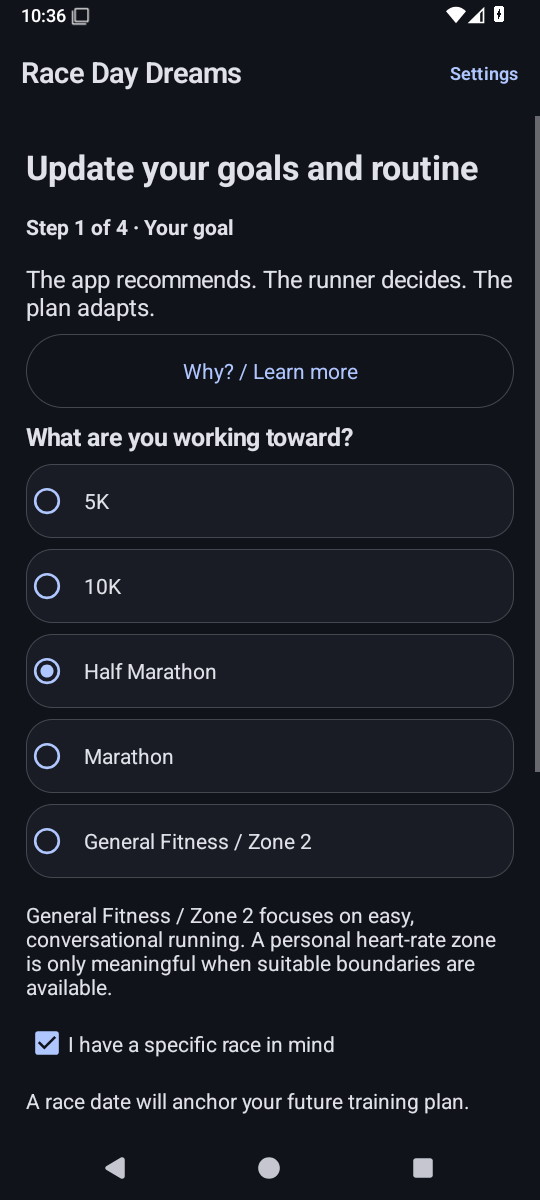 10:36
Race Day Dreams
Settings
Update your goals and routine
Step 1 of 4 · Your goal
The app recommends. The runner decides. The
plan adapts.
Why? / Learn more
What are you working toward?
5K
10K
Half Marathon
Marathon
General Fitness / Zone 2
General Fitness / Zone 2 focuses on easy,
conversational running. A personal heart-rate zone
is only meaningful when suitable boundaries are
available.
I have a specific race in mind
A race date will anchor your future training plan.